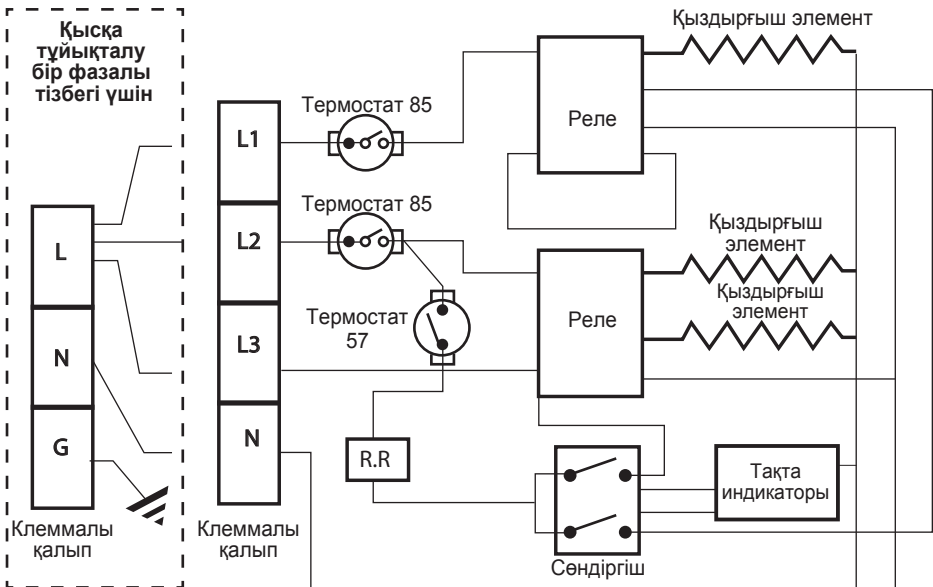 Қысқа
тұйықталу
бір фазалы
тізбегі үшін
L
N
G
Клеммалы
қалып
L1
L2
L3
N
Клеммалы
қалып
Термостат 85
Термостат 85
Термостат
57
R.R
Қыздырғыш элемент
Реле
Қыздырғыш
элемент
Қыздырғыш
элемент
Реле
Тақта
индикаторы
Сөндіргіш